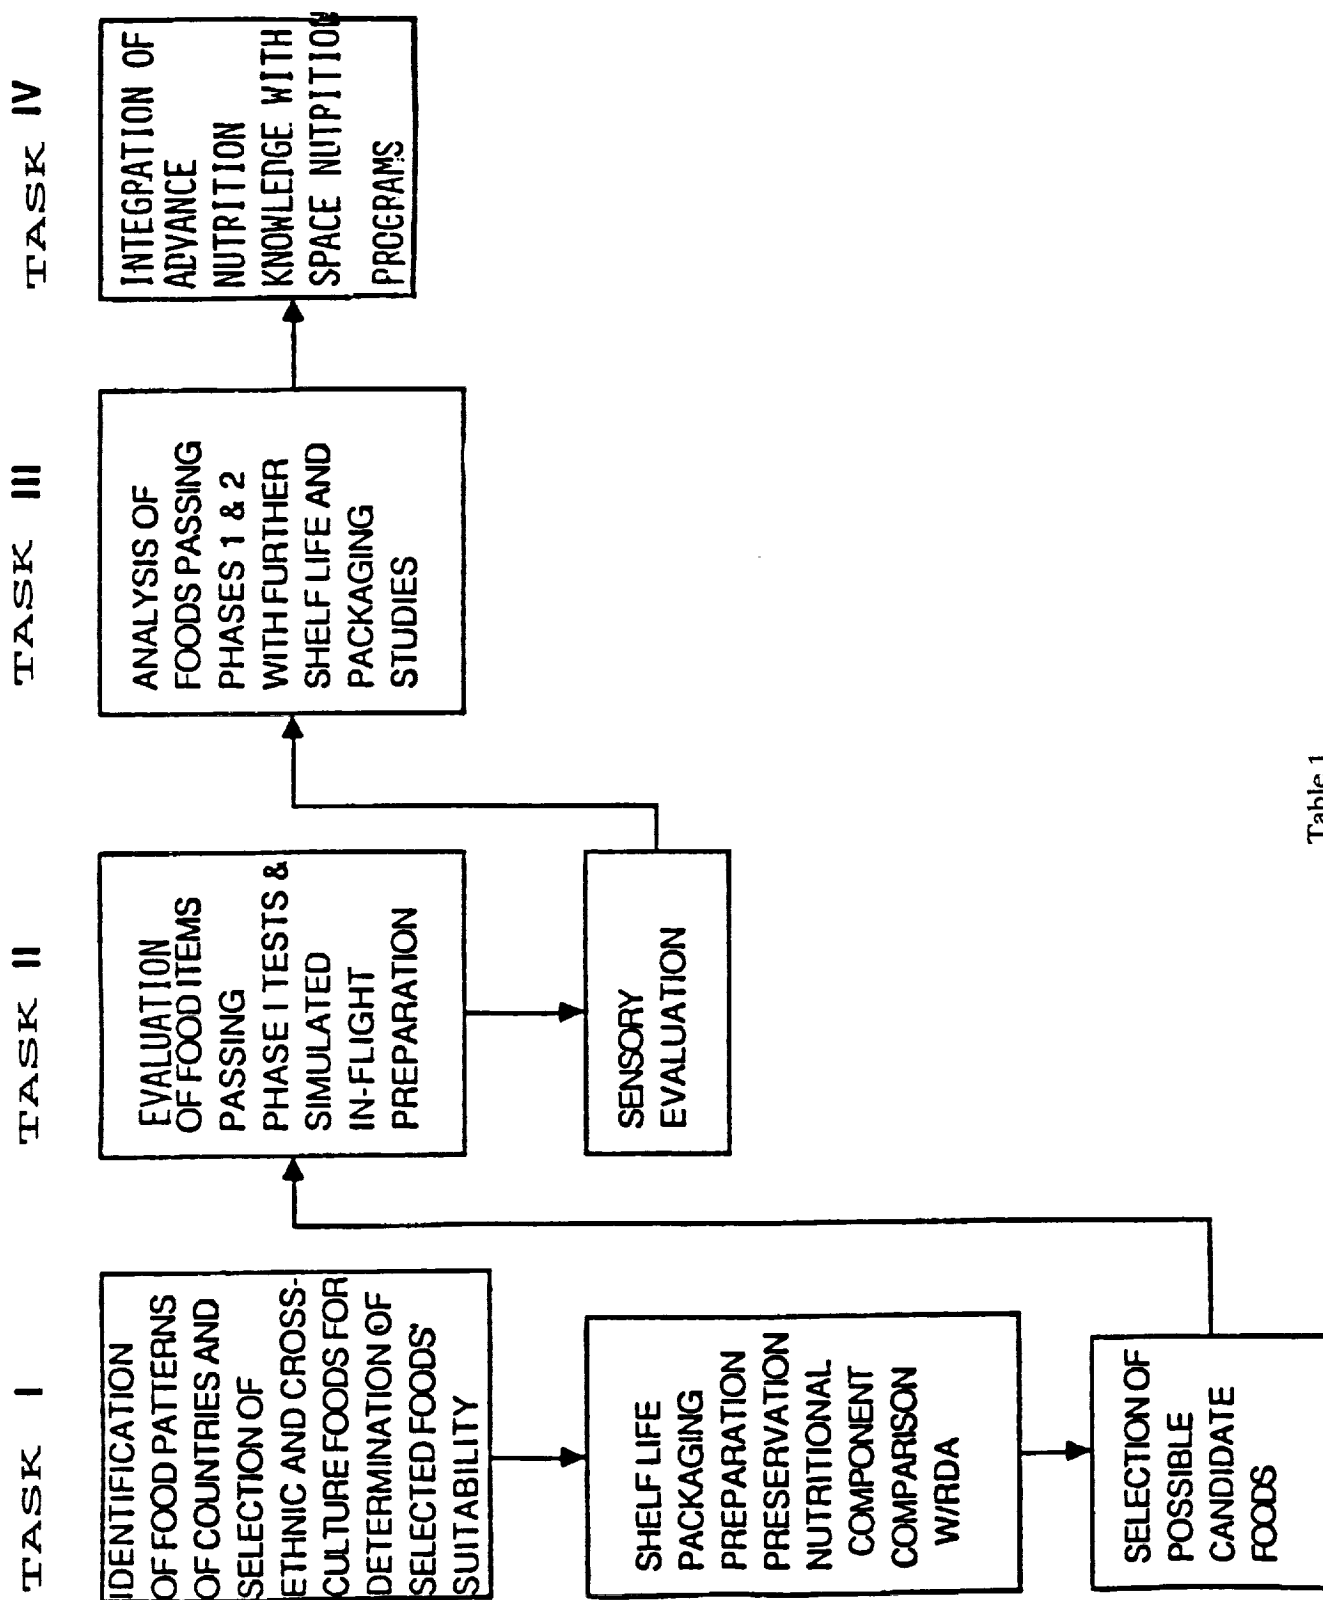 TASK I
IDENTIFICATION
OF FOOD PATTERNS
OF COUNTRIES AND
SELECTION OF
ETHNIC AND CROSS-
CULTURE FOODS FOR
DETERMINATION OF
SELECTED FOODS'
SUITABILITY
SHELF LIFE
PACKAGING
PREPARATION
PRESERVATION
NUTRITIONAL
COMPONENT
COMPARISON
W/RDA
SELECTION OF
POSSIBLE
CANDIDATE
FOODS
TASK II
EVALUATION
OF FOOD ITEMS
PASSING
PHASE I TESTS &
SIMULATED
IN-FLIGHT
PREPARATION
SENSORY
EVALUATION
TASK III
ANALYSIS OF
FOODS PASSING
PHASES 1 & 2
WITH FURTHER
SHELF LIFE AND
PACKAGING
STUDIES
TASK IV
INTEGRATION OF
ADVANCE
NUTRITION
KNOWLEDGE WITH
SPACE NUTRITION
PROGRAMS
Table 1